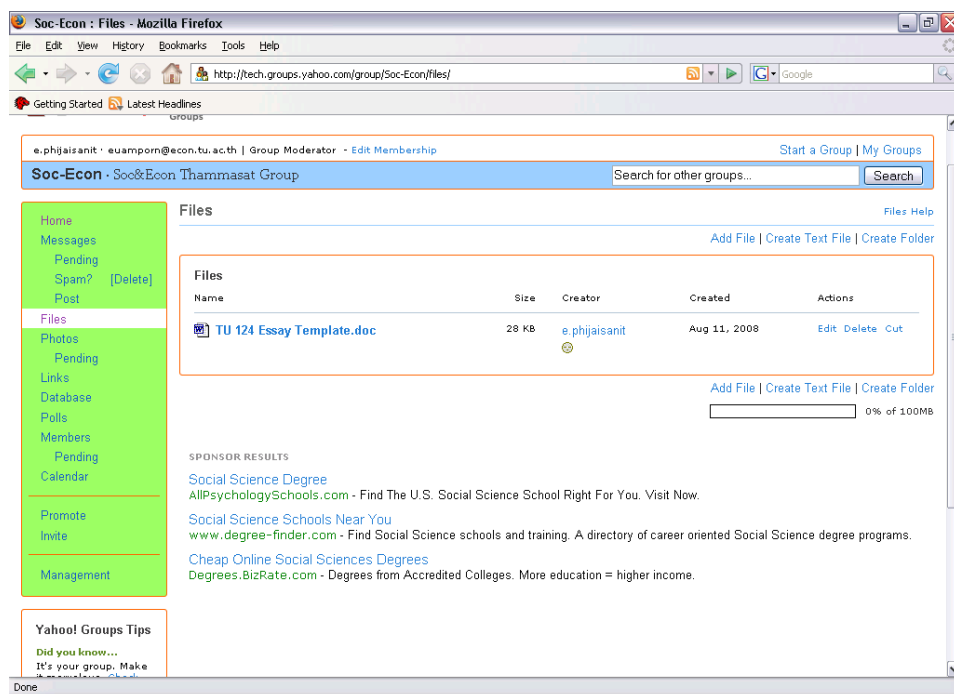 Soc-Econ : Files - Mozilla Firefox
File Edit View History Bookmarks Tools Help
http://tech.groups.yahoo.com/group/Soc-Econ/files/
G Google
Getting Started Latest Headlines
Groups
e.phijaisanit · euamporn@econ.tu.ac.th | Group Moderator - Edit Membership
Start a Group | My Groups
Soc-Econ · Soc&Econ Thammasat Group
Search for other groups... Search
Home
Messages
Pending
Spam? [Delete]
Post
Files
Photos
Pending
Links
Database
Polls
Members
Pending
Calendar
Promote
Invite
Management
Yahoo! Groups Tips
Did you know...
It's your group. Make
Files
Files Help
Add File | Create Text File | Create Folder
Files
Name Size Creator Created Actions
TU 124 Essay Template.doc 28 KB e.phijaisanit Aug 11, 2008 Edit Delete Cut
Add File | Create Text File | Create Folder
0% of 100MB
SPONSOR RESULTS
Social Science Degree
AllPsychologySchools.com - Find The U.S. Social Science School Right For You. Visit Now.
Social Science Schools Near You
www.degree-finder.com - Find Social Science schools and training. A directory of career oriented Social Science degree programs.
Cheap Online Social Sciences Degrees
Degrees.BizRate.com - Degrees from Accredited Colleges. More education = higher income.
Done